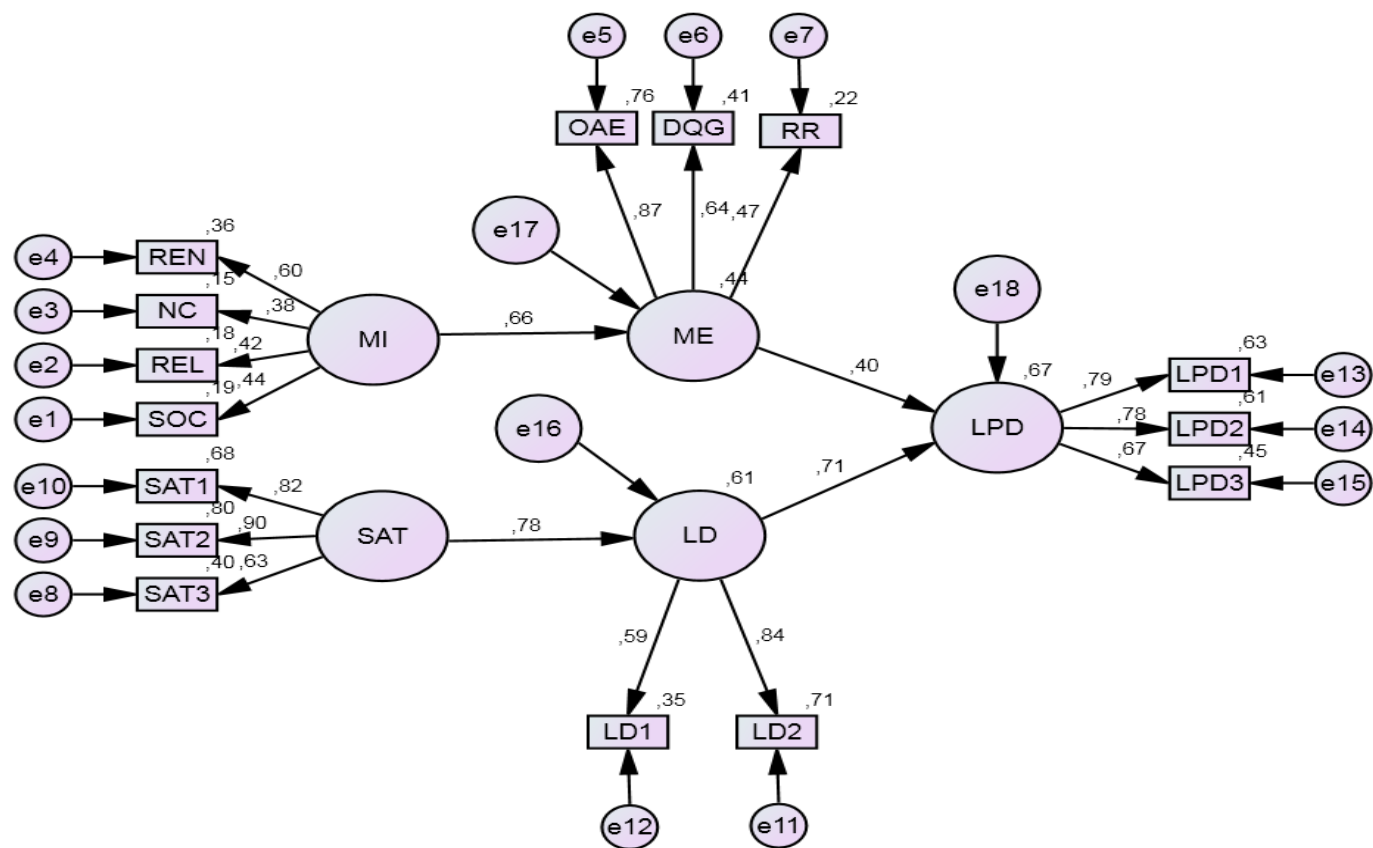 e5
e6
e7
,76
,41
,22
OAE
DQG
RR
,87
,64
,47
e17
,36
e4
REN
,60
,15
e3
NC
,38
,18
e2
REL
,42
,19
,44
e1
SOC
MI
,66
,44
ME
e18
,40
,67
LPD
,63
,79
LPD1
e13
,61
,78
LPD2
e14
,67
,45
LPD3
e15
e16
,68
e10
SAT1
,82
,80
e9
SAT2
,90
,40
,63
e8
SAT3
SAT
,78
,61
LD
,71
,59
,84
,35
,71
LD1
LD2
e12
e11